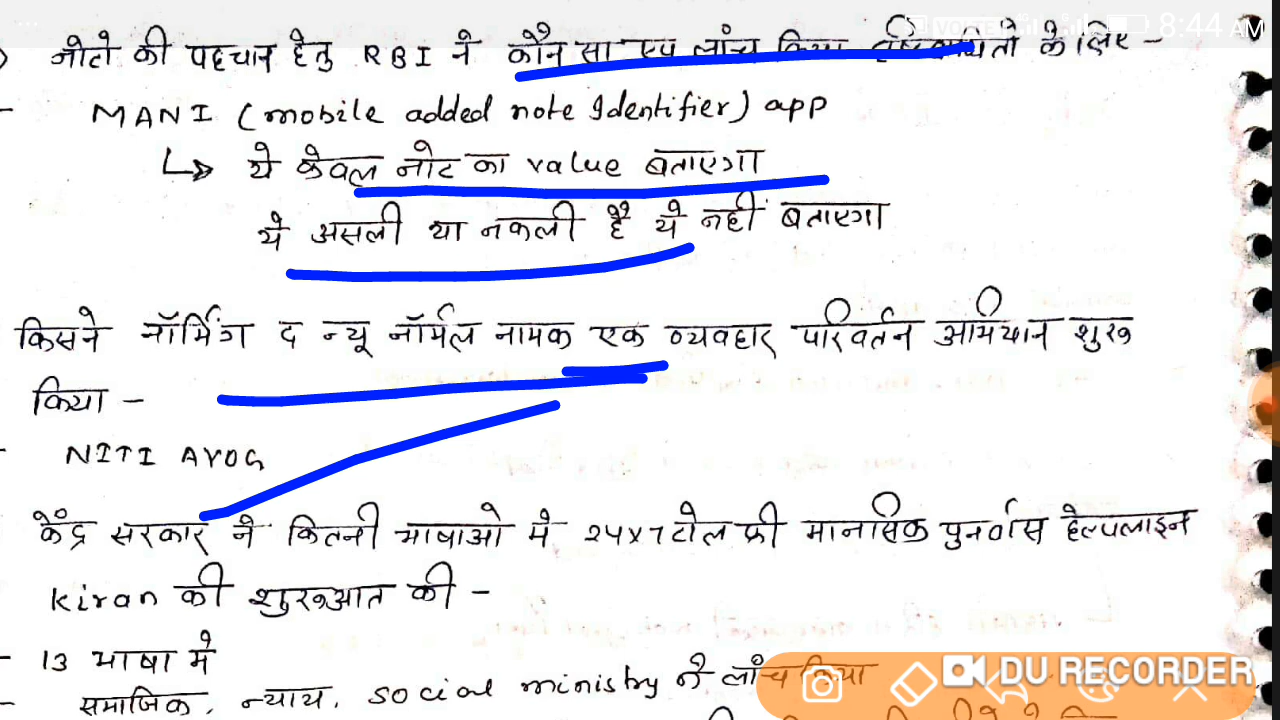 8:44 AM
नोटो की पहचान हेतु RBI ने कौन सा एप लांच किया के लिए -
MANI (mobile added note Identifier) app
ये केवल नोट का value बताएगा
ये असली या नकली है ये नहीं बताएगा
किसने नॉर्मिंग द न्यू नॉर्मल नामक एक व्यवहार परिवर्तन अभियान शुरू
किया -
NITI AYOG
केंद्र सरकार ने कितनी भाषाओ मे 24x7 टोल फ्री मानसिक पुनर्वास हेल्पलाइन
kiran की शुरूआत की -
- 13 भाषा में
- समाजिक, न्याय, social ministry ने लॉंच किया
DU RECORDER